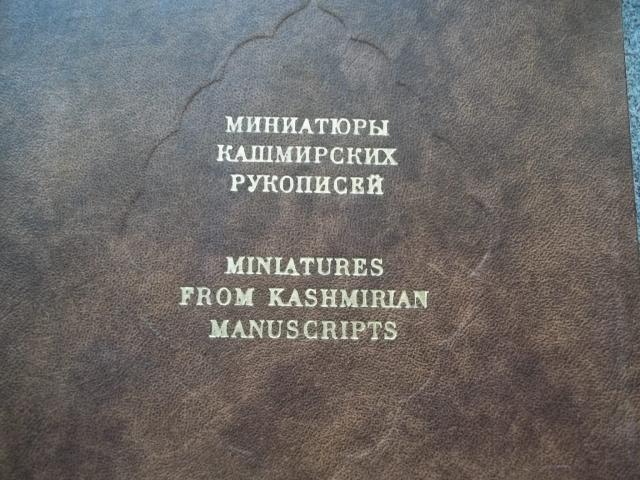 МИНИАТЮРЫ
КАШМИРСКИХ
РУКОПИСЕЙ
MINIATURES
FROM KASHMIRIAN
MANUSCRIPTS